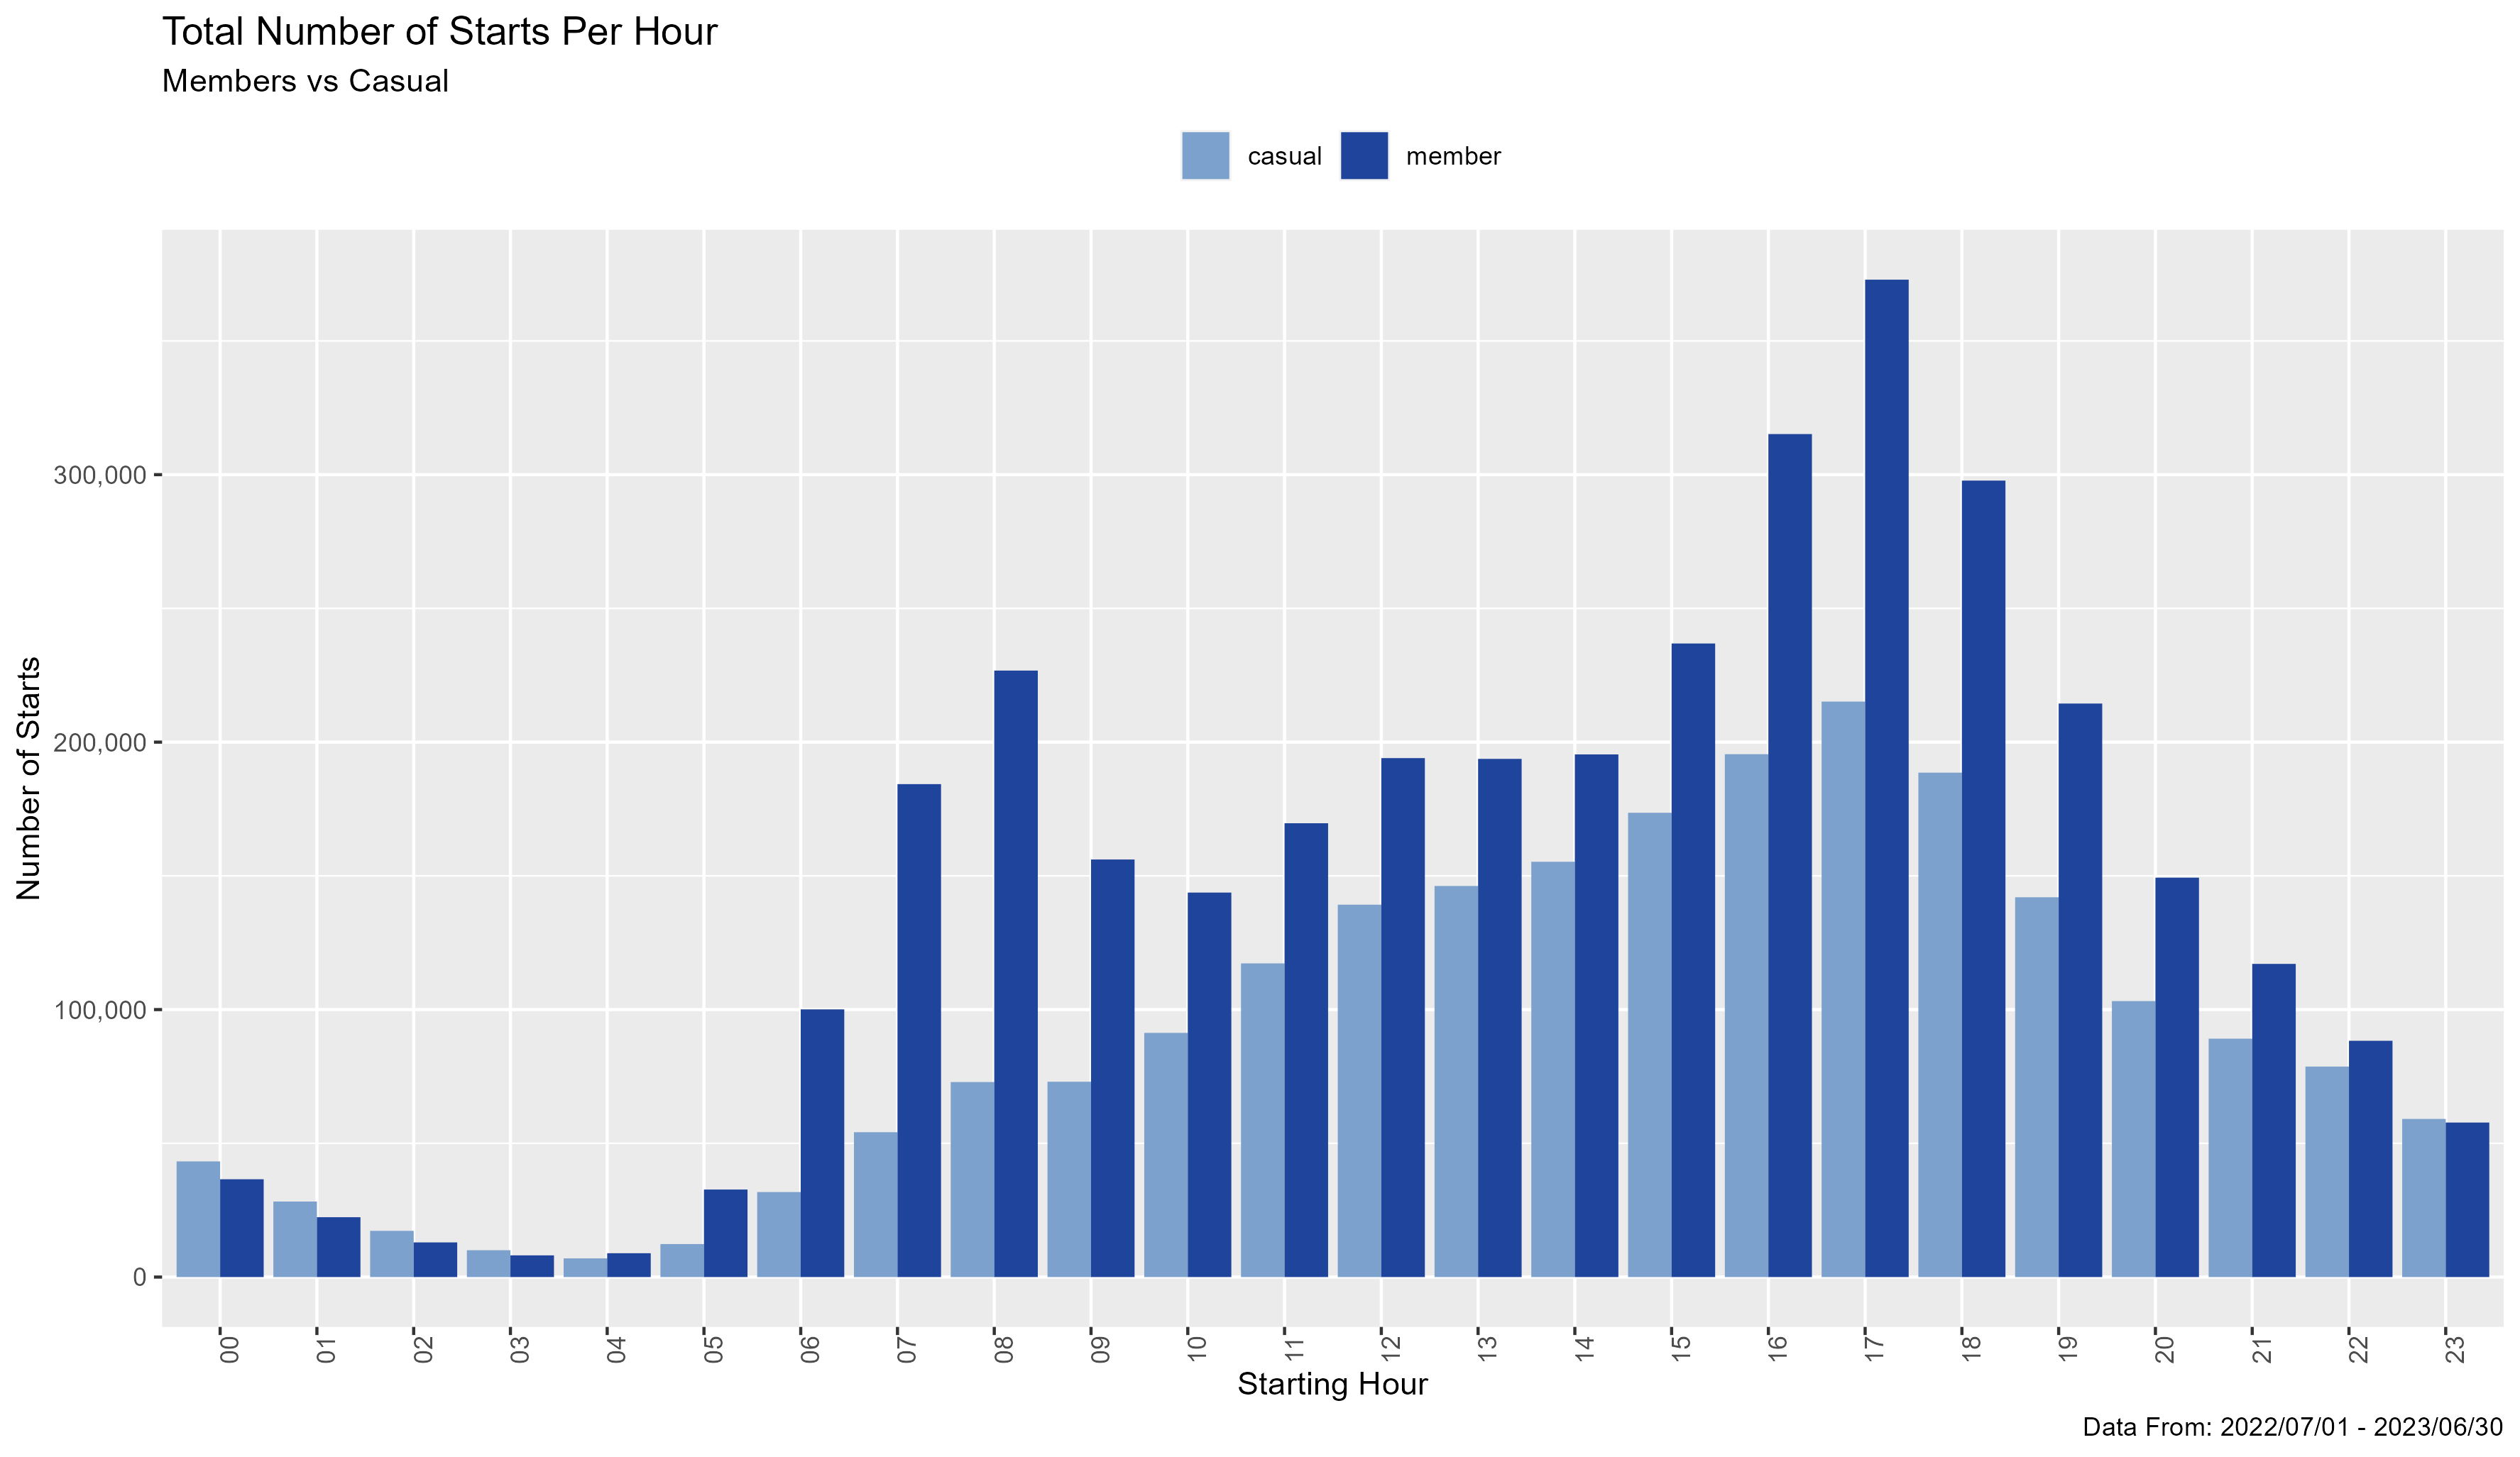 Total Number of Starts Per Hour
Members vs Casual
casual member
Number of Starts
300,000
200,000
100,000
0
00 01 02 03 04 05 06 07 08 09 10 11 12 13 14 15 16 17 18 19 20 21 22 23
Starting Hour
Data From: 2022/07/01 - 2023/06/30